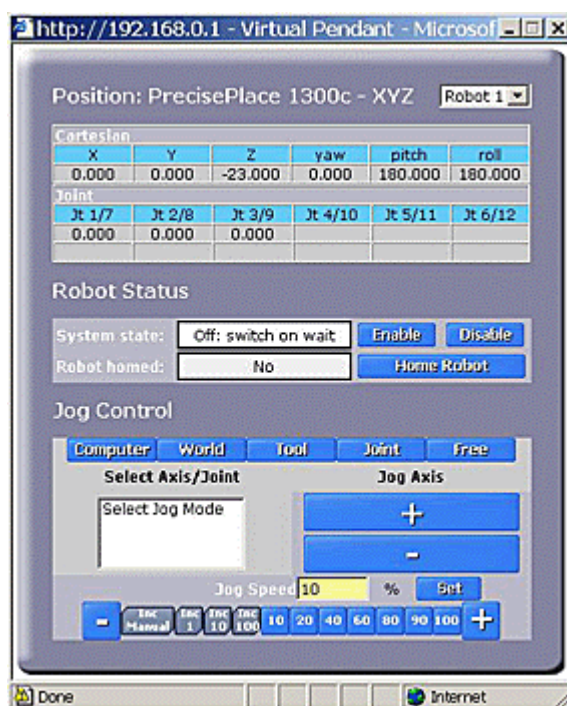 http://192.168.0.1 - Virtual Pendant - Microsof
Position: PrecisePlace 1300c - XYZ Robot 1
Cartesian
X Y Z yaw pitch roll
0.000 0.000 -23.000 0.000 180.000 180.000
Joint
Jt 1/7 Jt 2/8 Jt 3/9 Jt 4/10 Jt 5/11 Jt 6/12
0.000 0.000 0.000
Robot Status
System state: Off: switch on wait Enable Disable
Robot homed: No Home Robot
Jog Control
Computer World Tool Joint Free
Select Axis/Joint Jog Axis
Select Jog Mode +
-
Jog Speed 10 % Set
- Inc Manual Inc 1 Inc 10 Inc 100 10 20 40 60 80 90 100 +
Done Internet